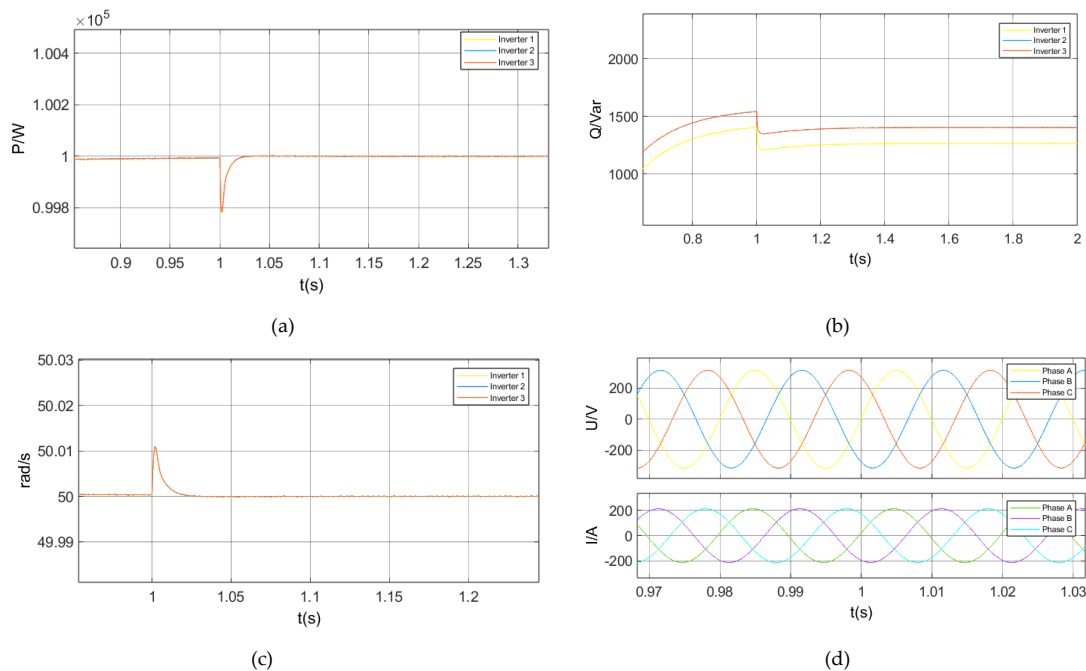 ×10⁵
1.004
1.002
1
0.998
P/W
0.9 0.95 1 1.05 1.1 1.15 1.2 1.25 1.3
t(s)
Inverter 1
Inverter 2
Inverter 3
(a)
2000
1500
1000
Q/Var
0.8 1 1.2 1.4 1.6 1.8 2
t(s)
Inverter 1
Inverter 2
Inverter 3
(b)
50.03
50.02
50.01
50
49.99
rad/s
1 1.05 1.1 1.15 1.2
t(s)
Inverter 1
Inverter 2
Inverter 3
(c)
200
0
-200
U/V
Phase A
Phase B
Phase C
200
0
-200
I/A
Phase A
Phase B
Phase C
0.97 0.98 0.99 1 1.01 1.02 1.03
t(s)
(d)